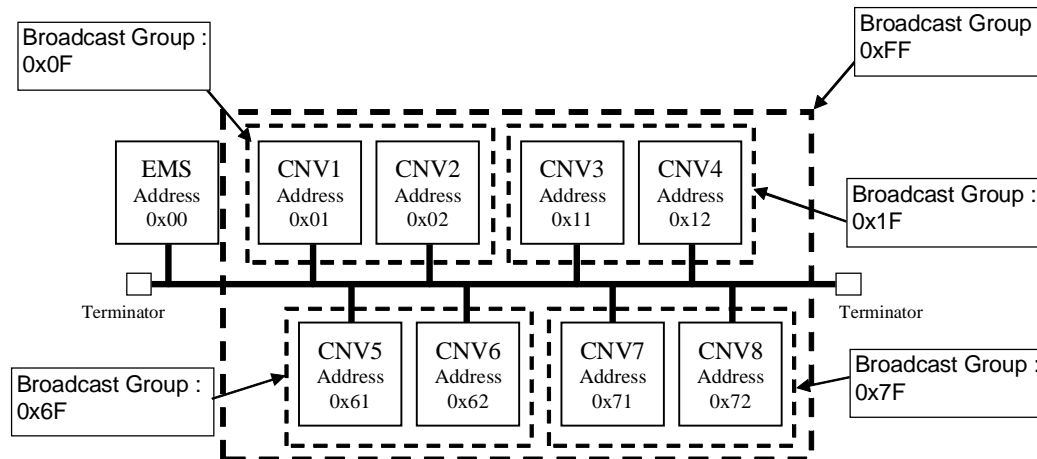 Broadcast Group :
0x0F
Broadcast Group
0xFF
EMS
Address
0x00
CNV1
Address
0x01
CNV2
Address
0x02
CNV3
Address
0x11
CNV4
Address
0x12
Broadcast Group :
0x1F
Terminator
Terminator
CNV5
Address
0x61
CNV6
Address
0x62
CNV7
Address
0x71
CNV8
Address
0x72
Broadcast Group :
0x6F
Broadcast Group :
0x7F